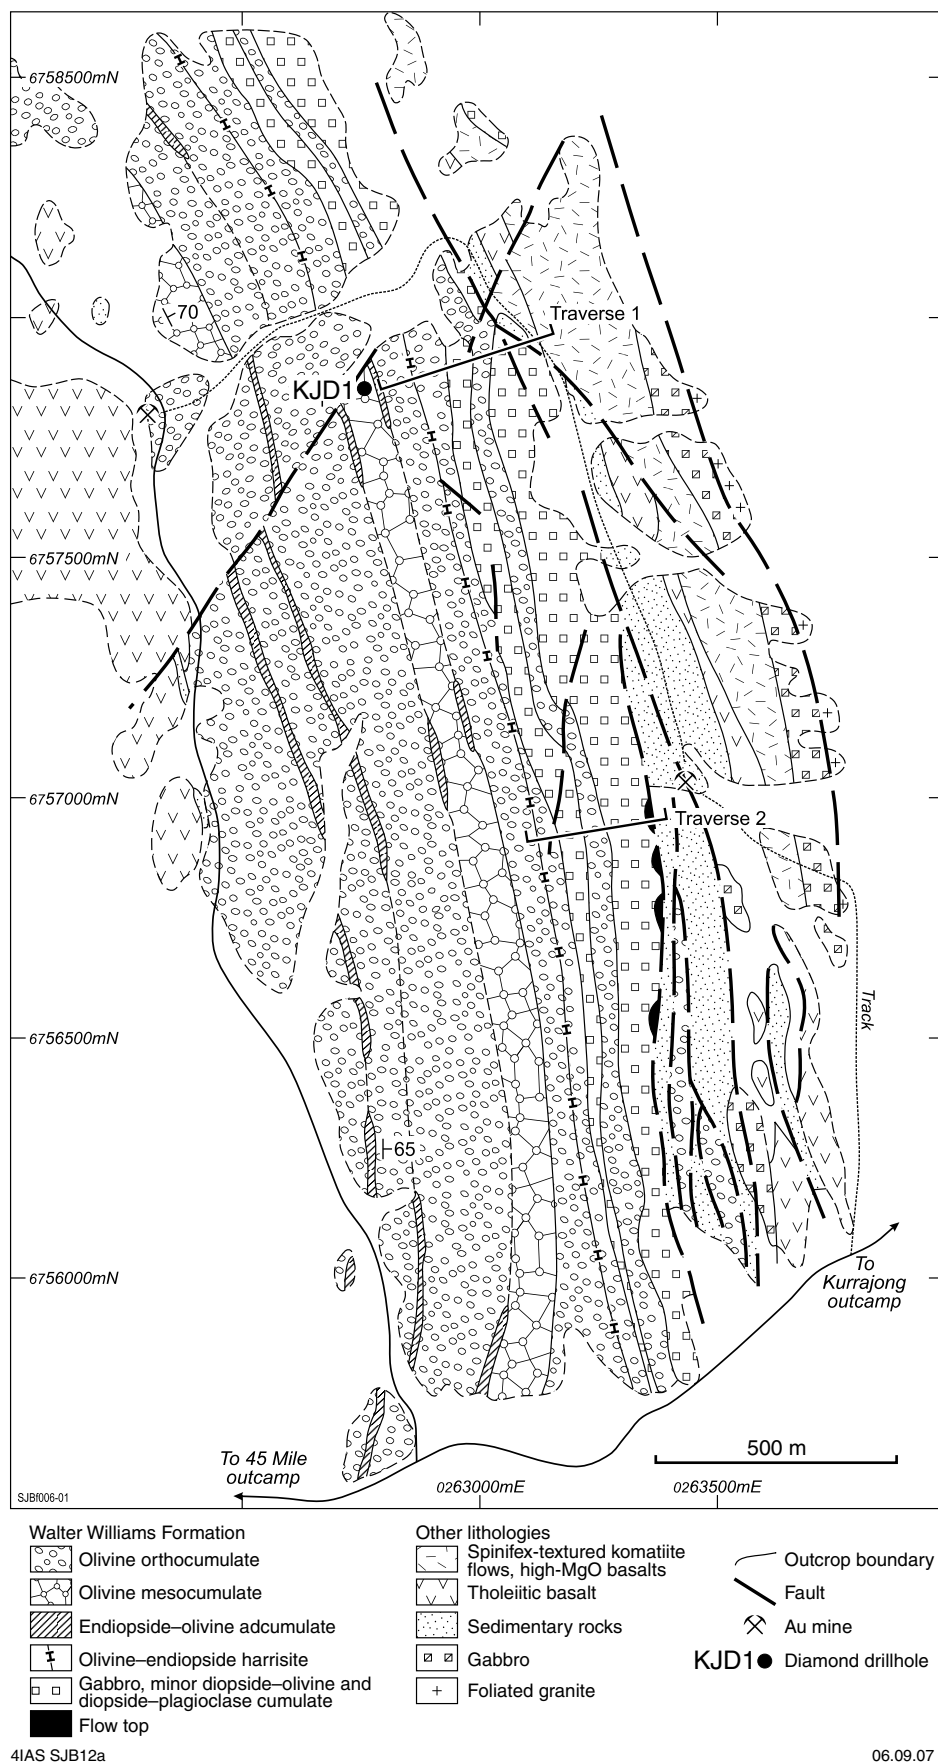 6758500mN
Traverse 1
70
KJD1
6757500mN
6757000mN
Traverse 2
Track
6756500mN
65
6756000mN
To
Kurrajong
outcamp
To 45 Mile
outcamp
500 m
0263000mE
0263500mE
SJBf006-01
Walter Williams Formation
Olivine orthocumulate
Olivine mesocumulate
Endiopside–olivine adcumulate
Olivine–endiopside harrisite
Gabbro, minor diopside–olivine and
diopside–plagioclase cumulate
Flow top
Other lithologies
Spinifex-textured komatiite
flows, high-MgO basalts
Tholeiitic basalt
Sedimentary rocks
Gabbro
Foliated granite
Outcrop boundary
Fault
Au mine
KJD1 Diamond drillhole
4IAS SJB12a
06.09.07